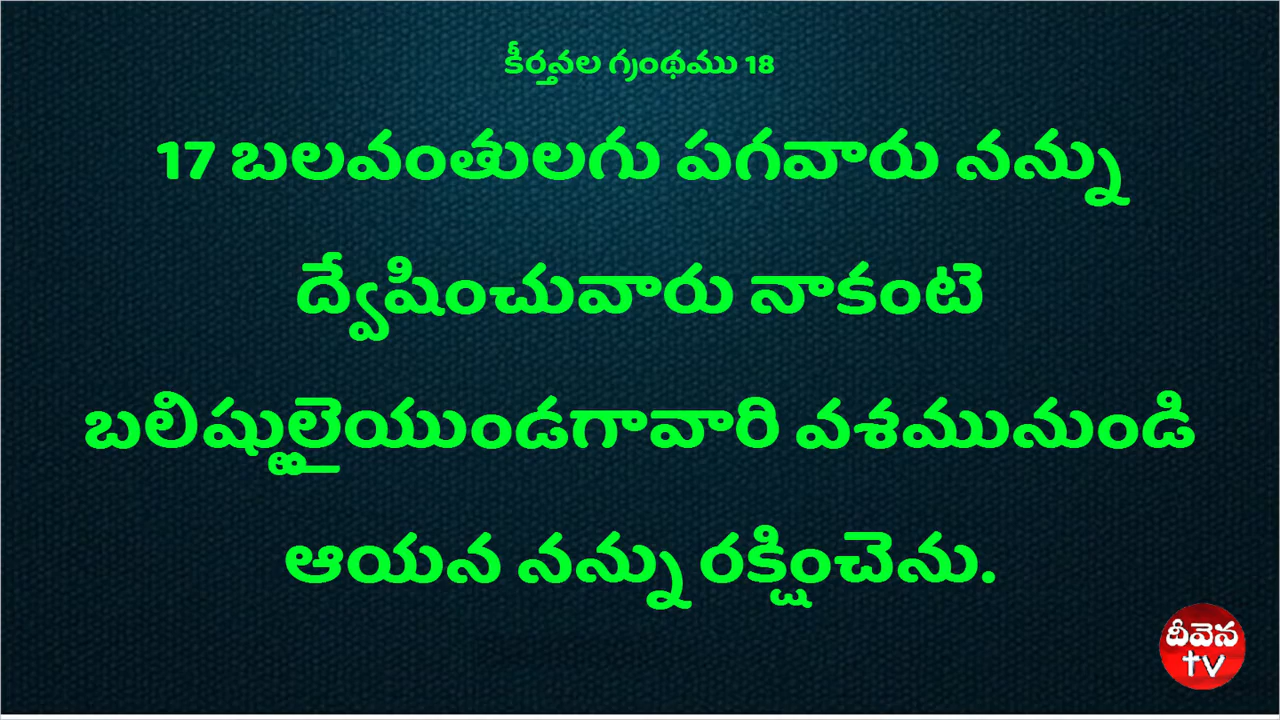 కీర్తనల గ్రంథము 18
17 బలవంతులగు పగవారు నన్ను
ద్వేషించువారు నాకంటె
బలిష్ఠులైయుండగావారి వశమునుండి
ఆయన నన్ను రక్షించెను.
దీవెన
tv